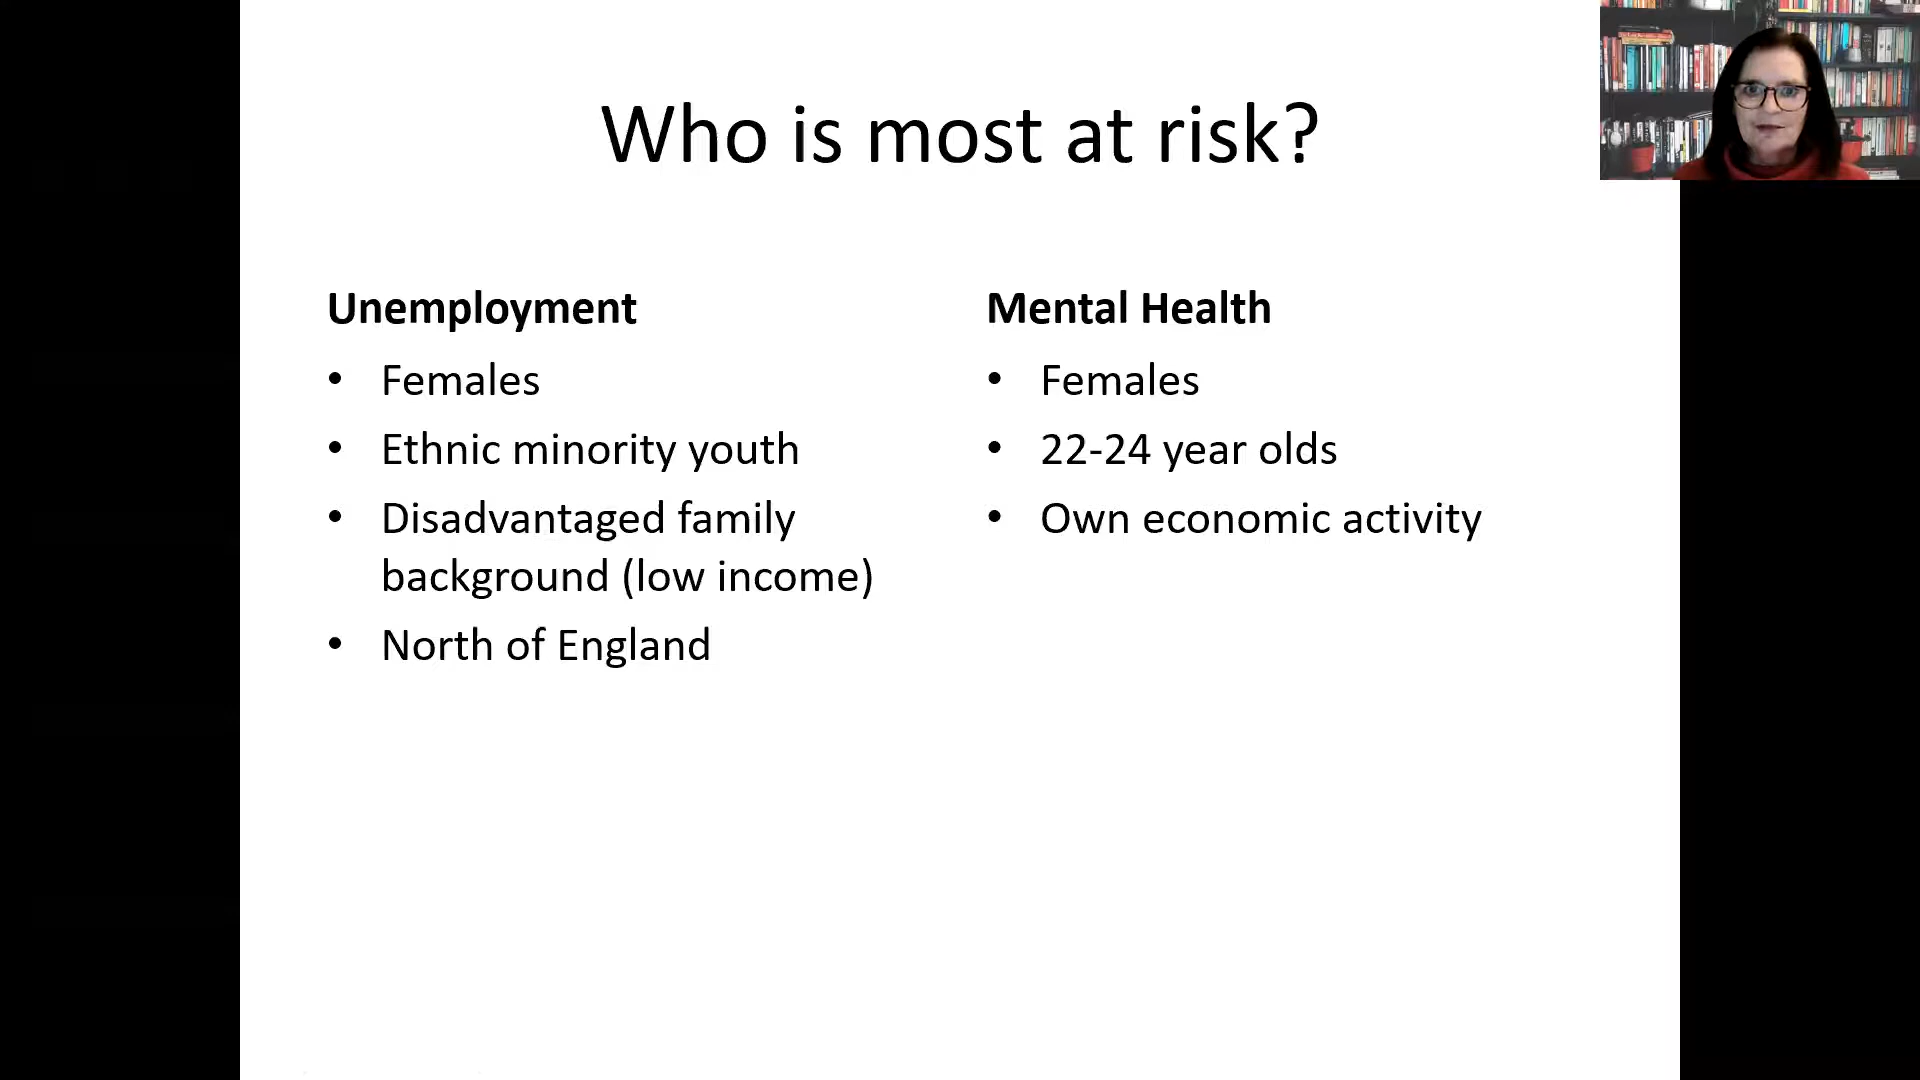 Who is most at risk?
Unemployment
• Females
• Ethnic minority youth
• Disadvantaged family
background (low income)
• North of England
Mental Health
• Females
• 22-24 year olds
• Own economic activity